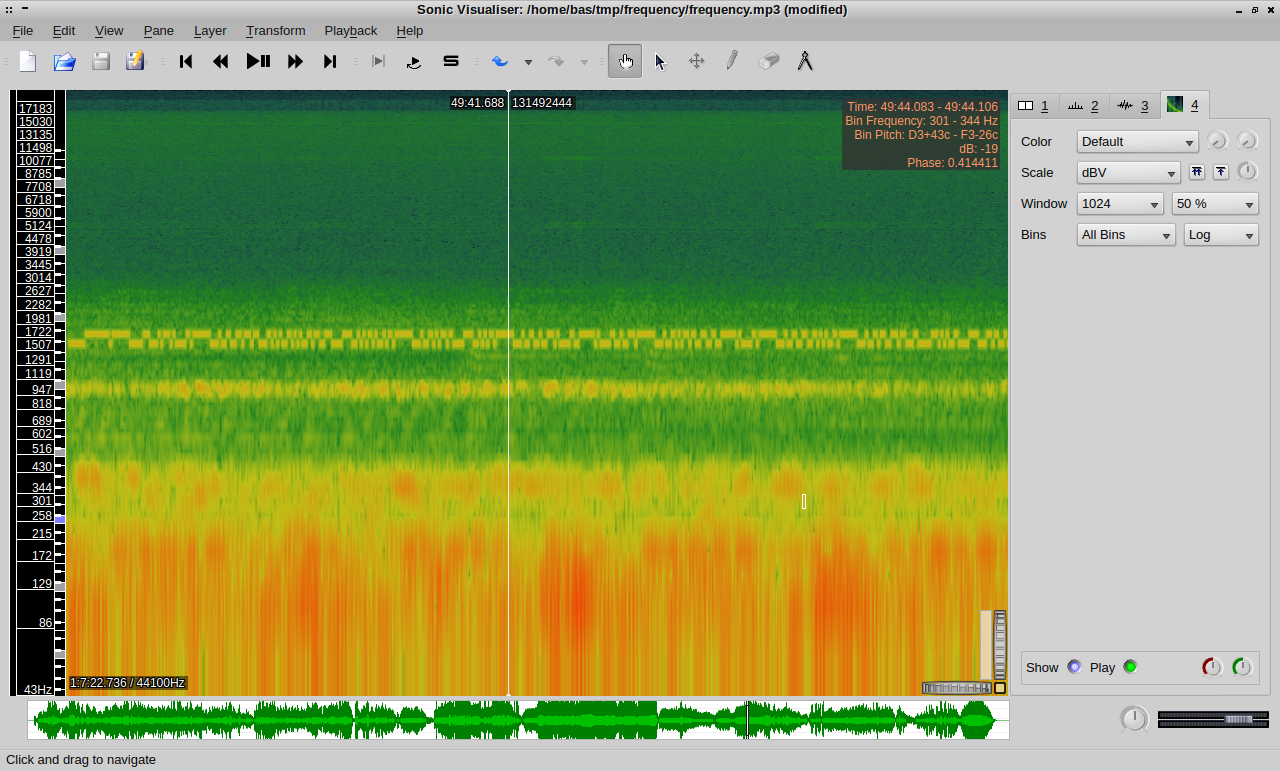 Sonic Visualiser: /home/bas/tmp/frequency/frequency.mp3 (modified)
File Edit View Pane Layer Transform Playback Help
49:41.688 131492444
Time: 49:44.083 - 49:44.106
Bin Frequency: 301 - 344 Hz
Bin Pitch: D3+43c - F3-26c
dB: -19
Phase: 0.414411
17183
15030
13135
11498
10077
8785
7708
6718
5900
5124
4478
3919
3445
3014
2627
2282
1981
1722
1507
1291
1119
947
818
689
602
516
430
344
301
258
215
172
129
86
43Hz
1:7:22.736 / 44100Hz
1 2 3 4
Color Default
Scale dBV
Window 1024 50 %
Bins All Bins Log
Show Play
Click and drag to navigate